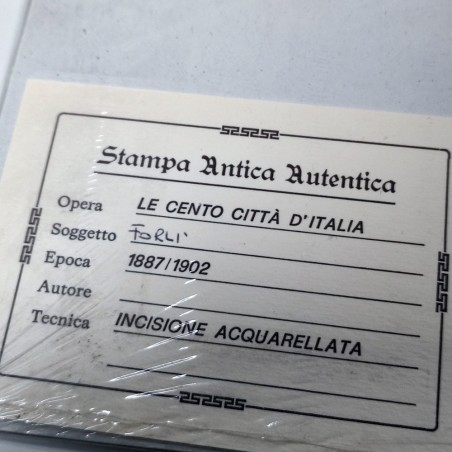 Stampa Antica Autentica
Opera LE CENTO CITTÀ D'ITALIA
Soggetto FORLI'
Epoca 1887/1902
Autore
Tecnica INCISIONE ACQUARELLATA